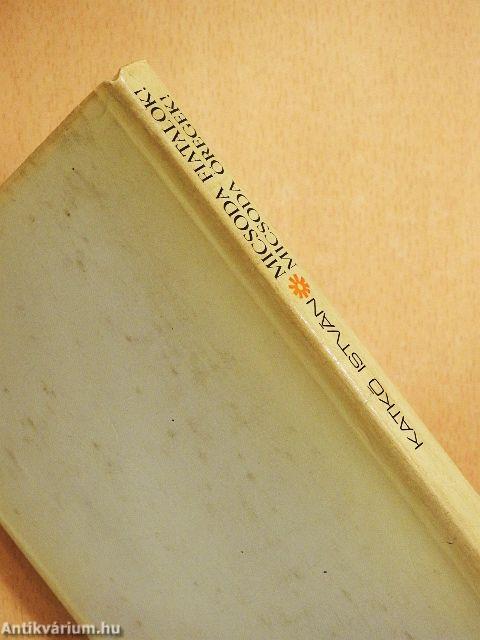 KATKÓ ISTVÁN
MICSODA FIATALOK!
MICSODA ÖREGEK!
Antikvárium.hu